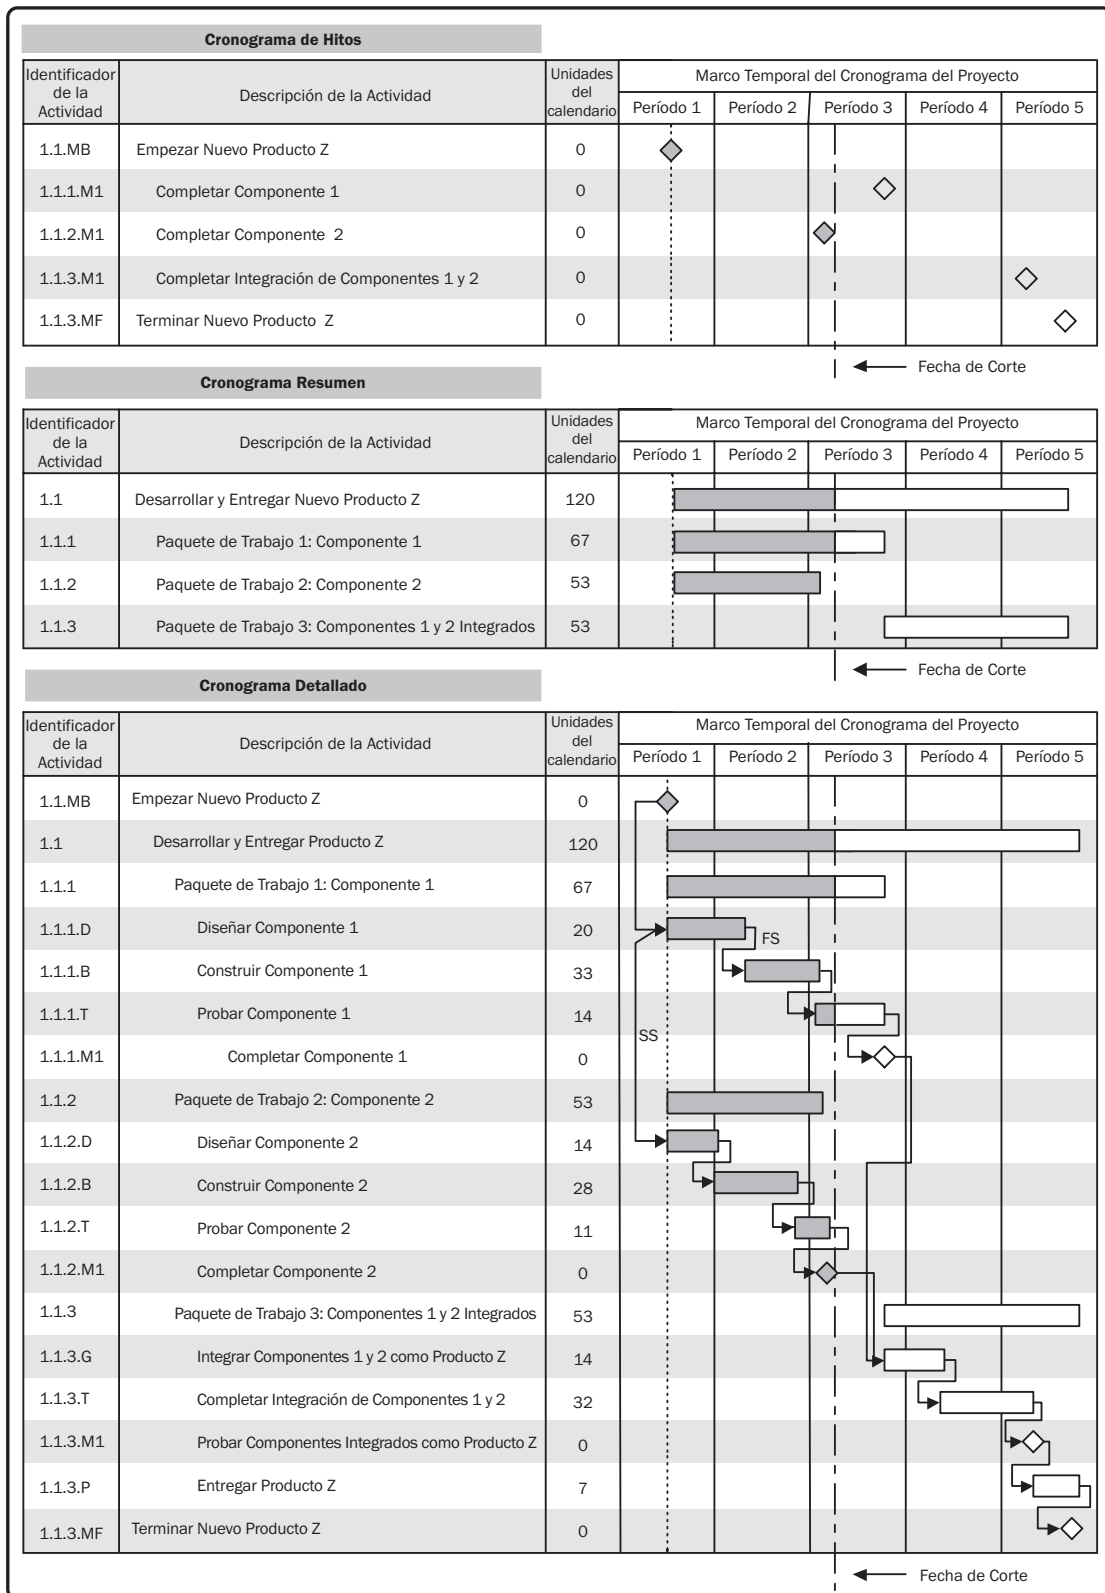 Cronograma de Hitos
Identificador de la Actividad
Descripción de la Actividad
Unidades del calendario
Marco Temporal del Cronograma del Proyecto
Período 1 Período 2 Período 3 Período 4 Período 5
1.1.MB Empezar Nuevo Producto Z 0
1.1.1.M1 Completar Componente 1 0
1.1.2.M1 Completar Componente 2 0
1.1.3.M1 Completar Integración de Componentes 1 y 2 0
1.1.3.MF Terminar Nuevo Producto Z 0
Fecha de Corte
Cronograma Resumen
Identificador de la Actividad
Descripción de la Actividad
Unidades del calendario
Marco Temporal del Cronograma del Proyecto
Período 1 Período 2 Período 3 Período 4 Período 5
1.1 Desarrollar y Entregar Nuevo Producto Z 120
1.1.1 Paquete de Trabajo 1: Componente 1 67
1.1.2 Paquete de Trabajo 2: Componente 2 53
1.1.3 Paquete de Trabajo 3: Componentes 1 y 2 Integrados 53
Fecha de Corte
Cronograma Detallado
Identificador de la Actividad
Descripción de la Actividad
Unidades del calendario
Marco Temporal del Cronograma del Proyecto
Período 1 Período 2 Período 3 Período 4 Período 5
1.1.MB Empezar Nuevo Producto Z 0
1.1 Desarrollar y Entregar Producto Z 120
1.1.1 Paquete de Trabajo 1: Componente 1 67
1.1.1.D Diseñar Componente 1 20
FS
1.1.1.B Construir Componente 1 33
1.1.1.T Probar Componente 1 14
SS
1.1.1.M1 Completar Componente 1 0
1.1.2 Paquete de Trabajo 2: Componente 2 53
1.1.2.D Diseñar Componente 2 14
1.1.2.B Construir Componente 2 28
1.1.2.T Probar Componente 2 11
1.1.2.M1 Completar Componente 2 0
1.1.3 Paquete de Trabajo 3: Componentes 1 y 2 Integrados 53
1.1.3.G Integrar Componentes 1 y 2 como Producto Z 14
1.1.3.T Completar Integración de Componentes 1 y 2 32
1.1.3.M1 Probar Componentes Integrados como Producto Z 0
1.1.3.P Entregar Producto Z 7
1.1.3.MF Terminar Nuevo Producto Z 0
Fecha de Corte